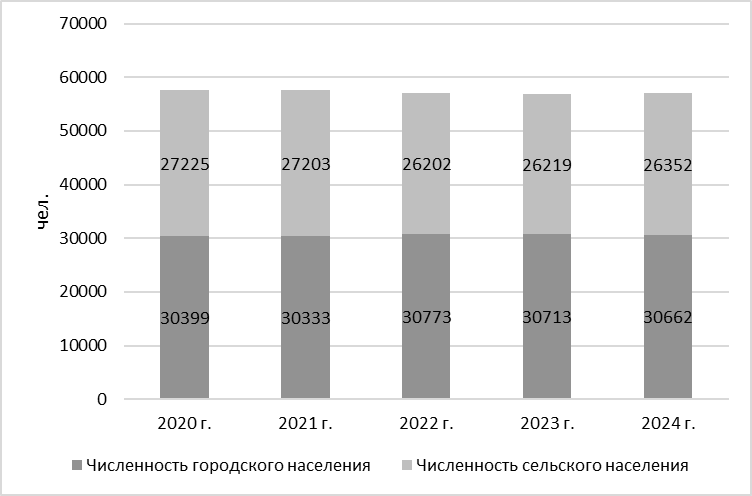 70000
60000
50000
40000
30000
20000
10000
0
чел.
27225 27203 26202 26219 26352
30399 30333 30773 30713 30662
2020 г. 2021 г. 2022 г. 2023 г. 2024 г.
Численность городского населения Численность сельского населения